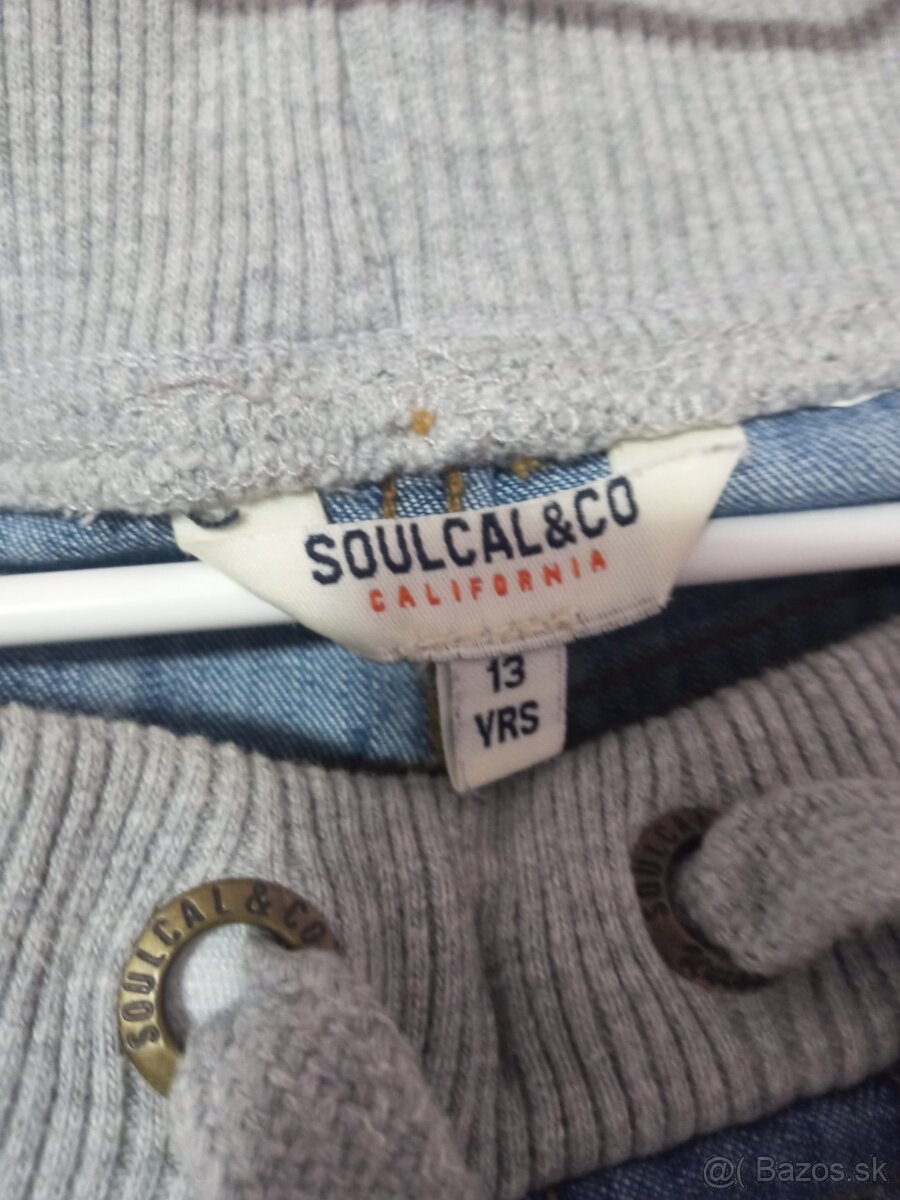 SOULCAL&CO
CALIFORNIA
13
YRS
SOULCAL & CO
SOULCAL
@( Bazos.sk